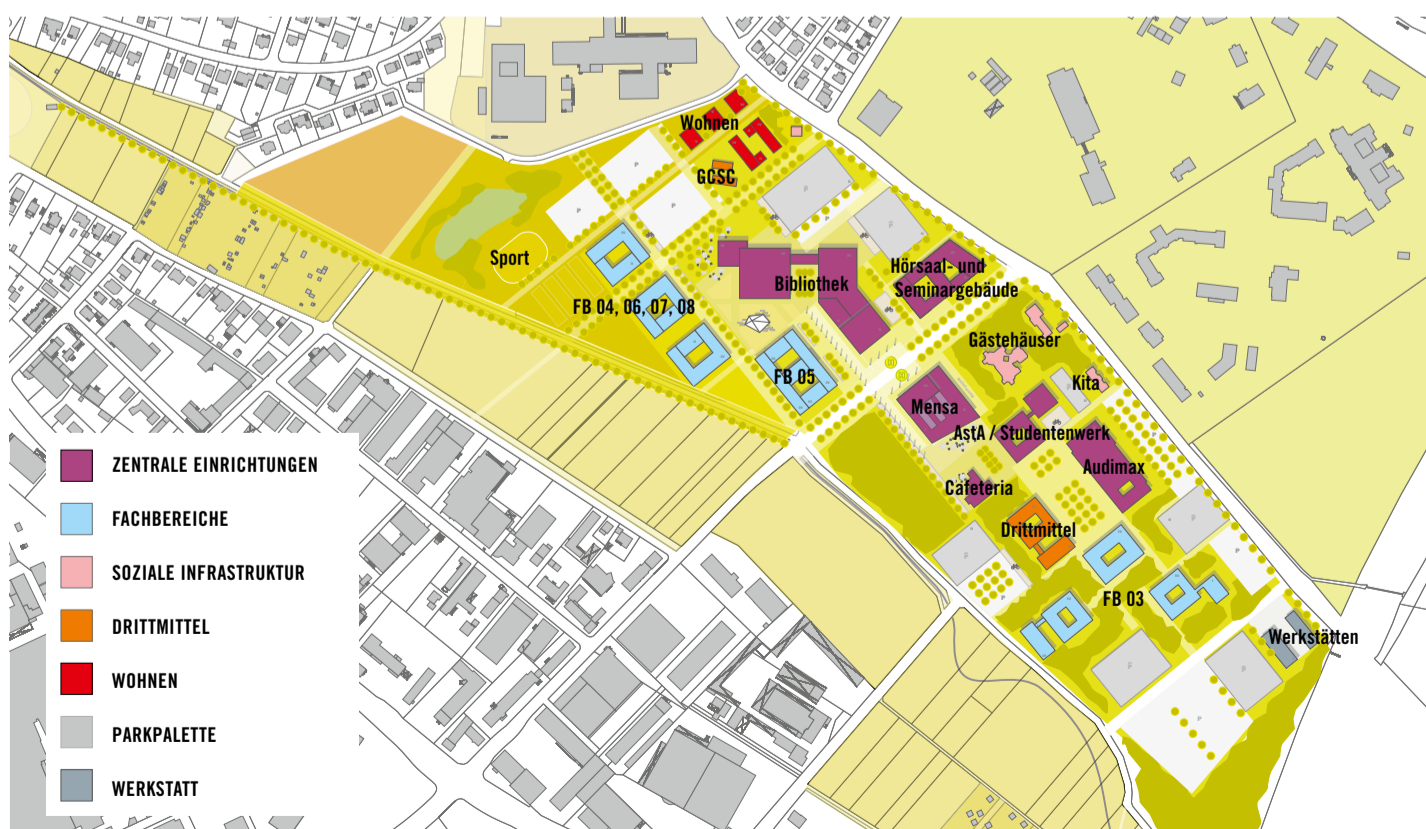 Wohnen
GCSC
Sport
Bibliothek
Hörsaal- und
Seminargebäude
FB 04, 06, 07, 08
Gästehäuser
FB 05
Kita
Mensa
AstA / Studentenwerk
Audimax
Cafeteria
Drittmittel
FB 03
Werkstätten
ZENTRALE EINRICHTUNGEN
FACHBEREICHE
SOZIALE INFRASTRUKTUR
DRITTMITTEL
WOHNEN
PARKPALETTE
WERKSTATT